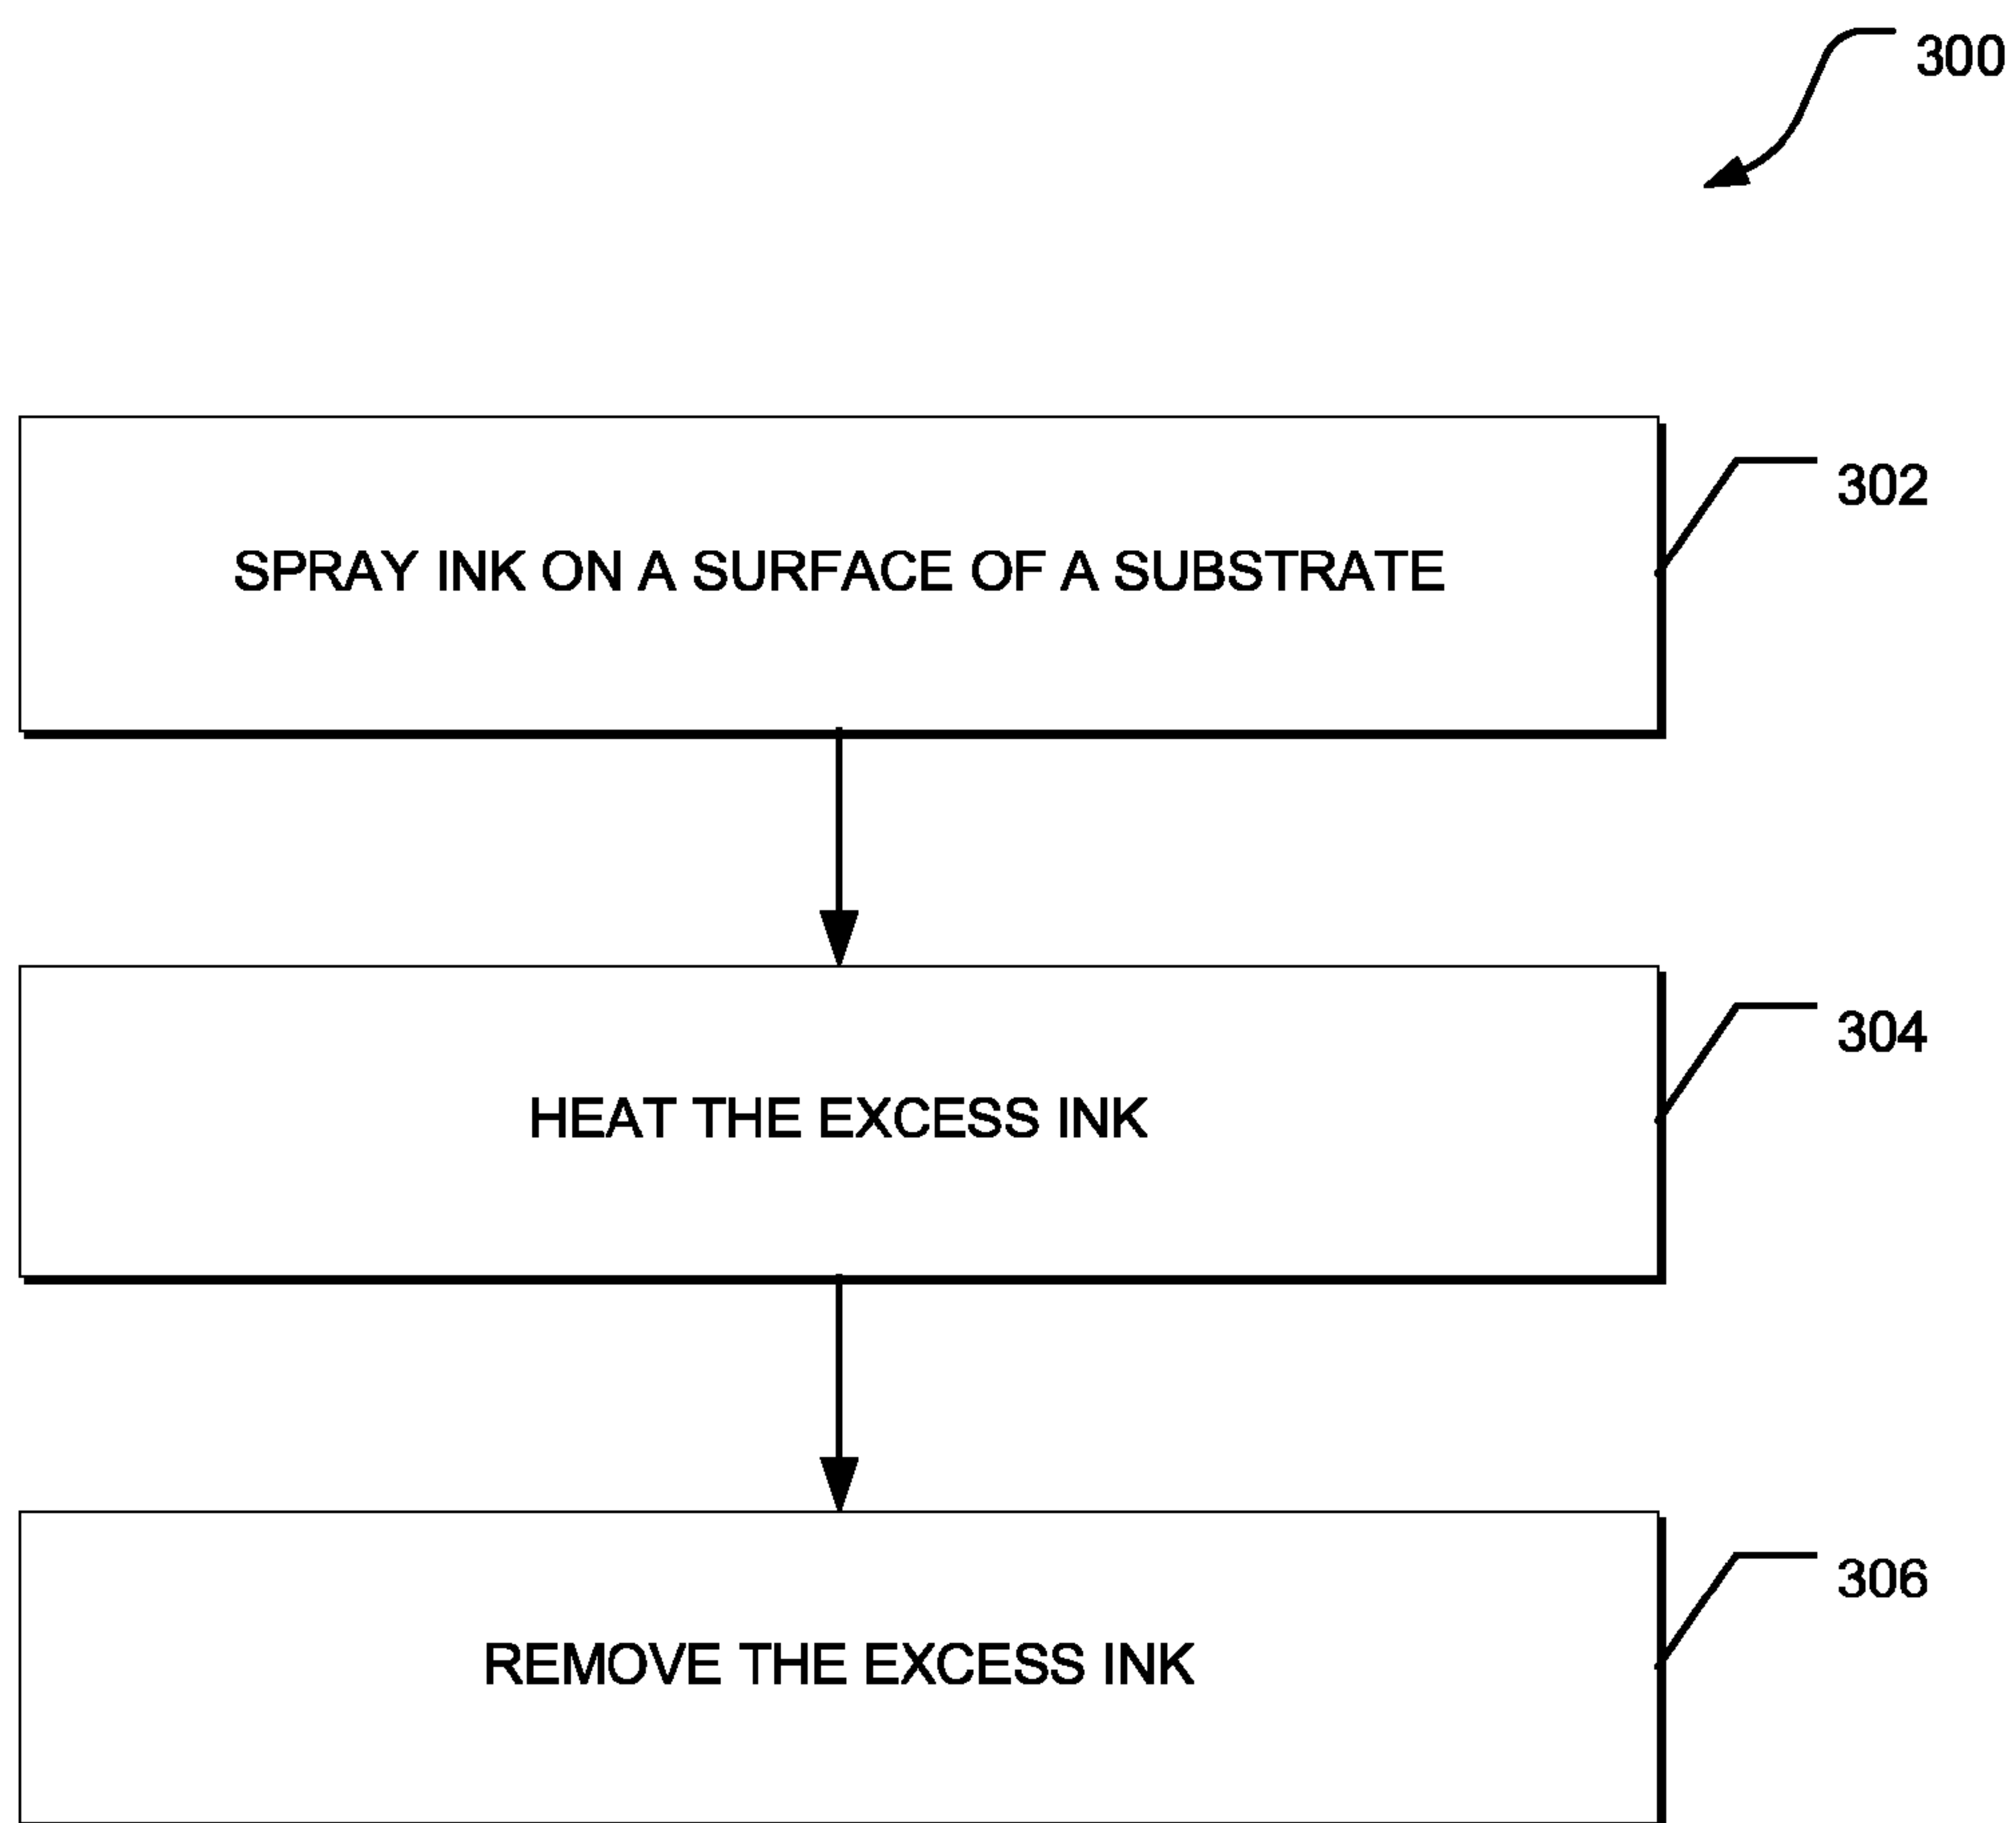 300
SPRAY INK ON A SURFACE OF A SUBSTRATE
302
HEAT THE EXCESS INK
304
REMOVE THE EXCESS INK
306